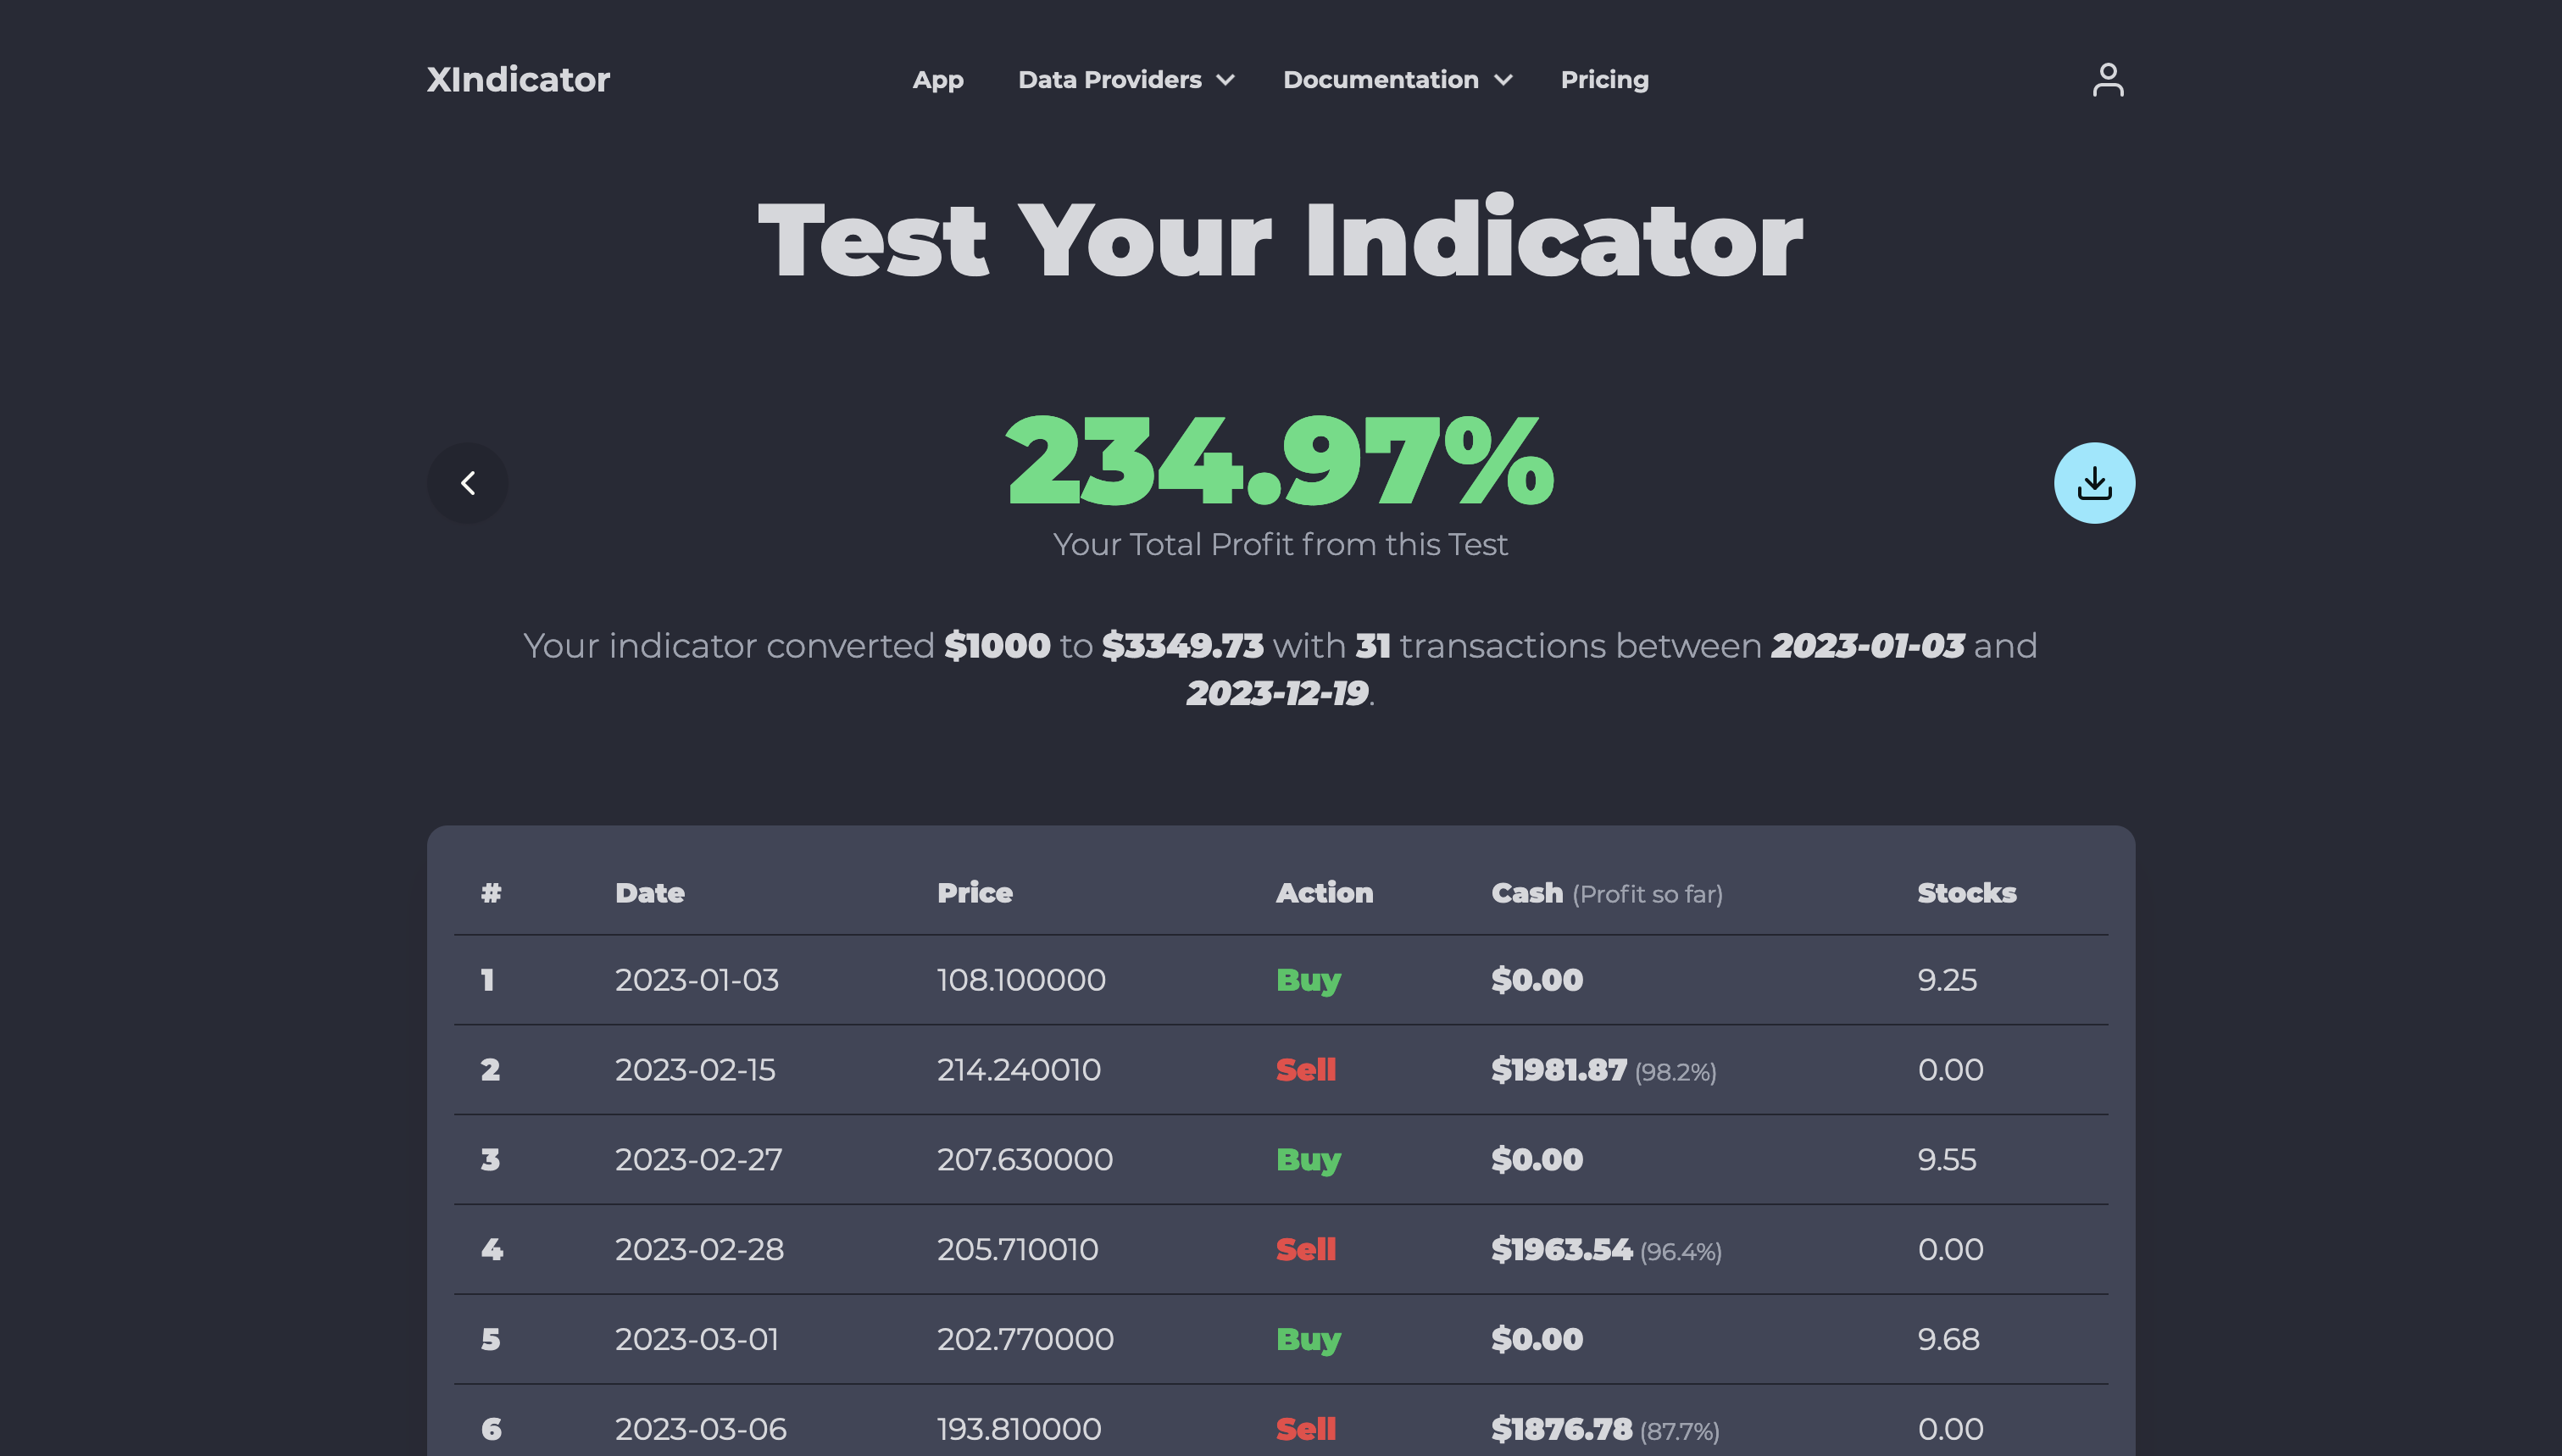 XIndicator App Data Providers Documentation Pricing
Test Your Indicator
234.97%
Your Total Profit from this Test
Your indicator converted $1000 to $3349.73 with 31 transactions between 2023-01-03 and
2023-12-19.
# Date Price Action Cash (Profit so far) Stocks
1 2023-01-03 108.100000 Buy $0.00 9.25
2 2023-02-15 214.240010 Sell $1981.87 (98.2%) 0.00
3 2023-02-27 207.630000 Buy $0.00 9.55
4 2023-02-28 205.710010 Sell $1963.54 (96.4%) 0.00
5 2023-03-01 202.770000 Buy $0.00 9.68
6 2023-03-06 193.810000 Sell $1876.78 (87.7%) 0.00